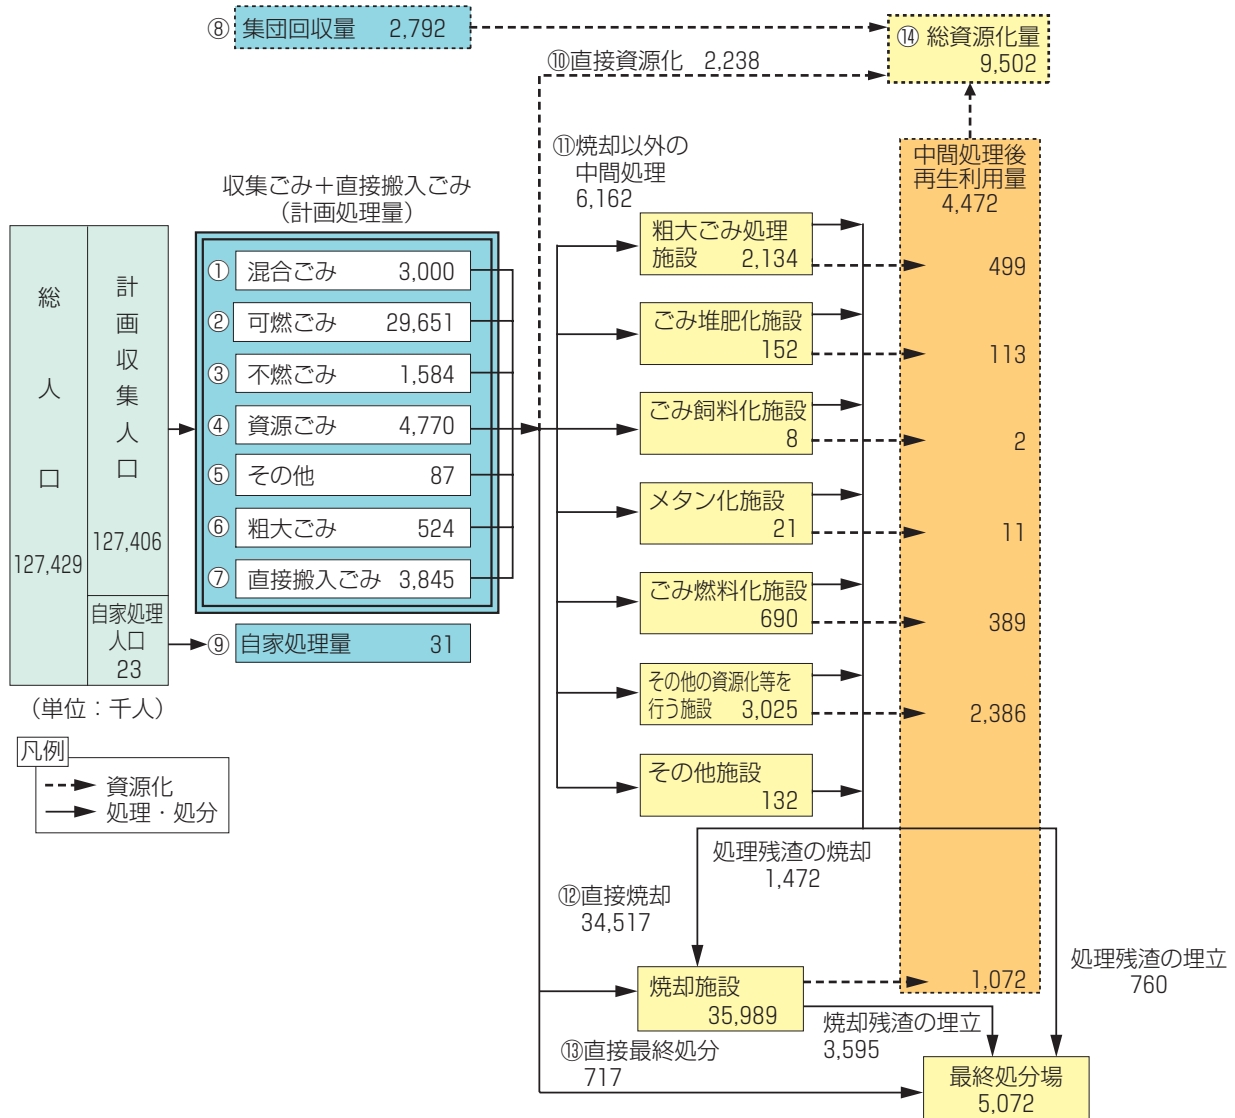 ⑧ 集団回収量 2,792
⑭ 総資源化量
9,502
⑩直接資源化 2,238
⑪焼却以外の
中間処理
6,162
中間処理後
再生利用量
4,472
収集ごみ+直接搬入ごみ
(計画処理量)
総人口
127,429
計画収集人口
127,406
自家処理
人口
23
(単位:千人)
① 混合ごみ 3,000
② 可燃ごみ 29,651
③ 不燃ごみ 1,584
④ 資源ごみ 4,770
⑤ その他 87
⑥ 粗大ごみ 524
⑦ 直接搬入ごみ 3,845
⑨ 自家処理量 31
凡例
資源化
処理・処分
粗大ごみ処理
施設 2,134
499
ごみ堆肥化施設
152
113
ごみ飼料化施設
8
2
メタン化施設
21
11
ごみ燃料化施設
690
389
その他の資源化等を
行う施設 3,025
2,386
その他施設
132
処理残渣の焼却
1,472
⑫直接焼却
34,517
処理残渣の埋立
760
焼却施設
35,989
1,072
焼却残渣の埋立
3,595
⑬直接最終処分
717
最終処分場
5,072